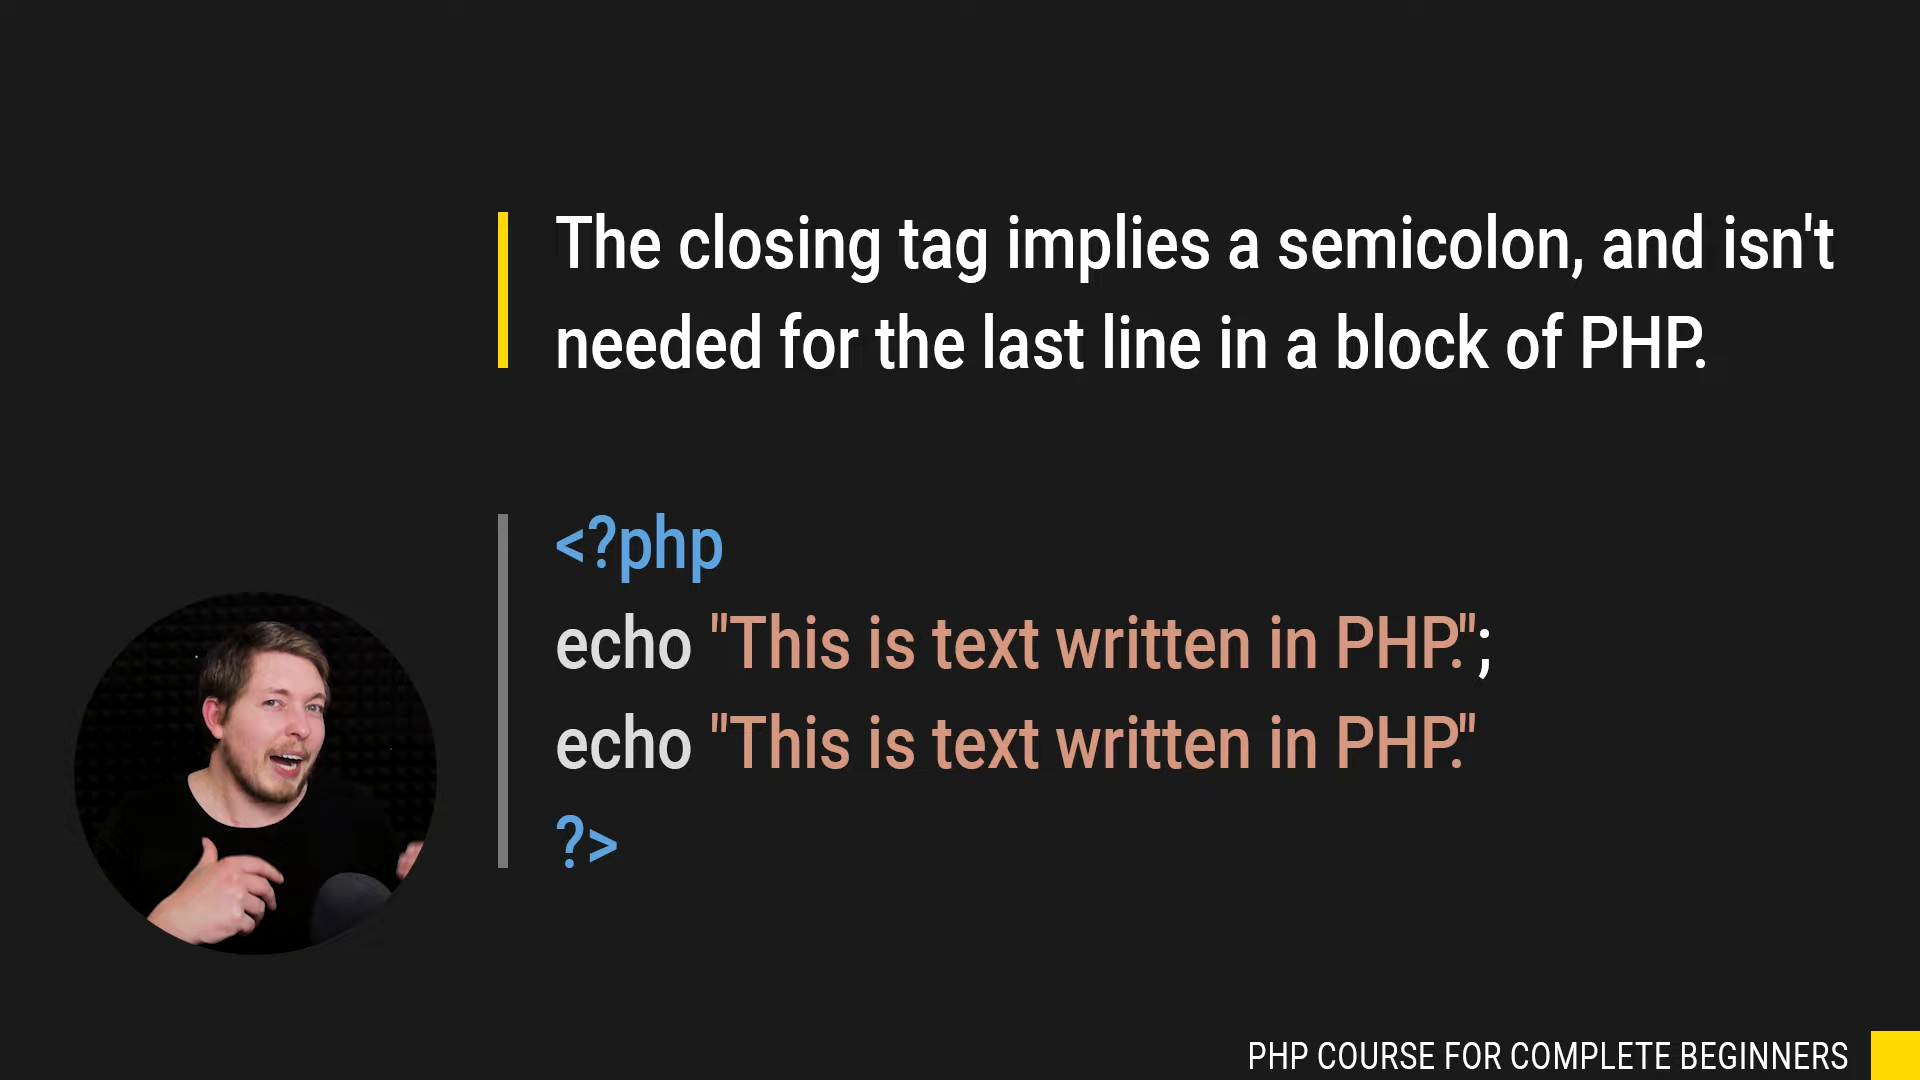 The closing tag implies a semicolon, and isn't
needed for the last line in a block of PHP.
<?php
echo "This is text written in PHP.";
echo "This is text written in PHP."
?>
PHP COURSE FOR COMPLETE BEGINNERS